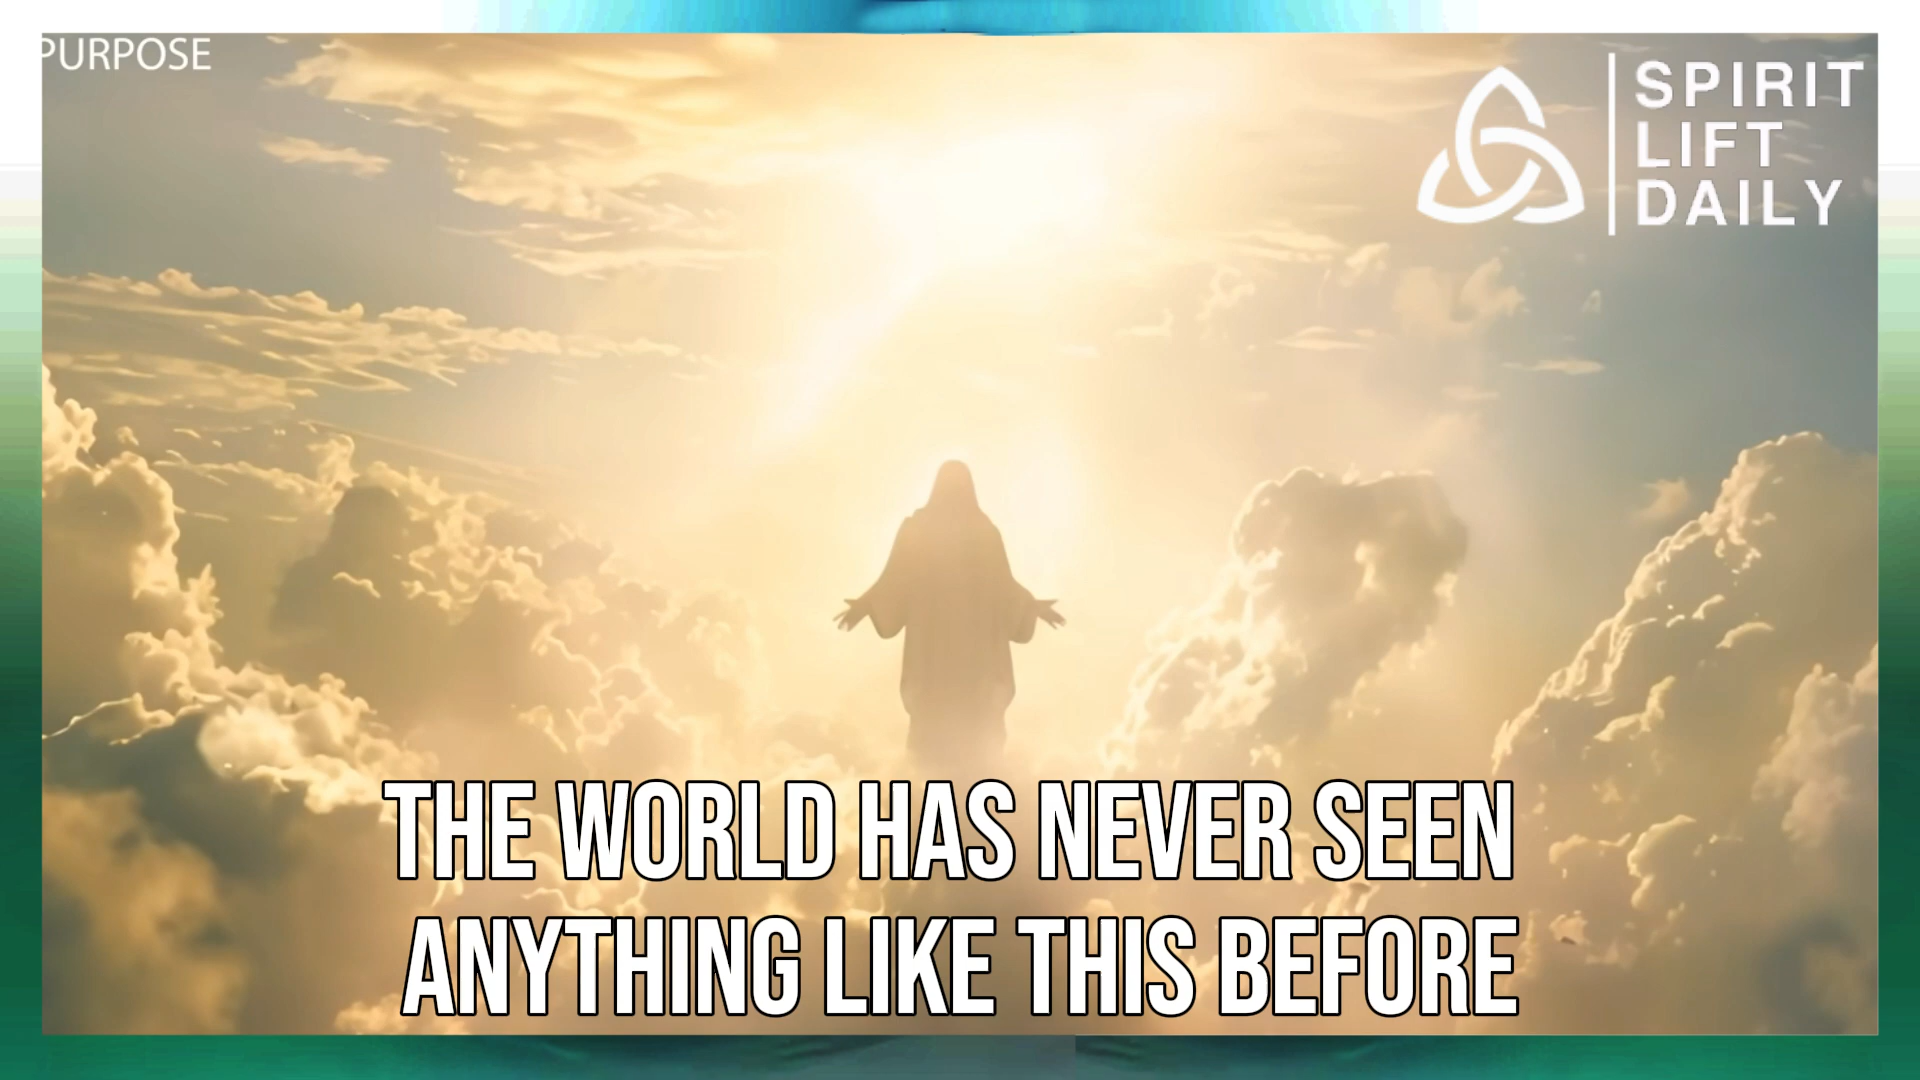 PURPOSE
SPIRIT
LIFT
DAILY
THE WORLD HAS NEVER SEEN
ANYTHING LIKE THIS BEFORE